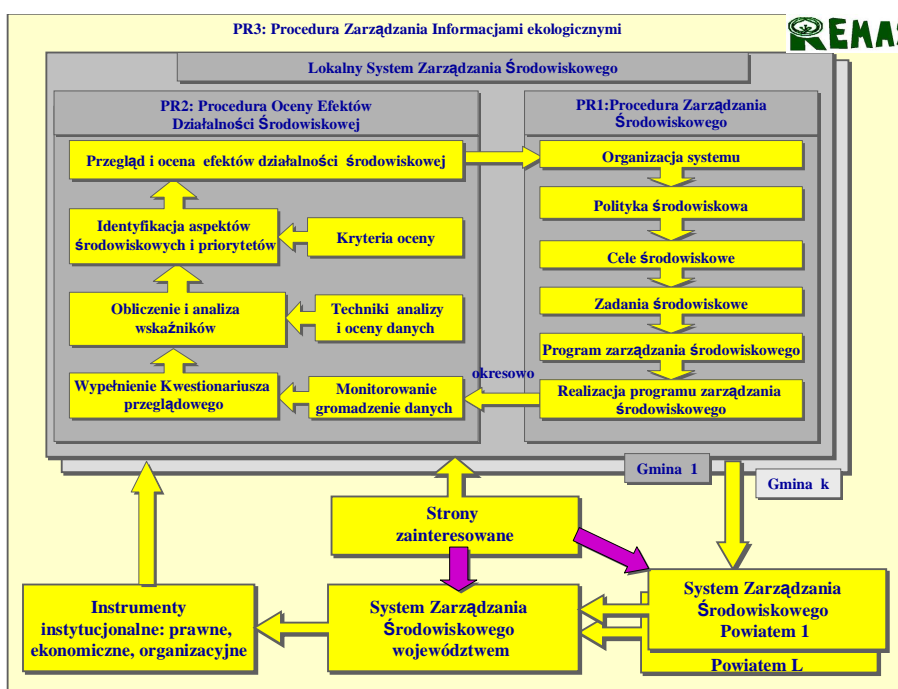 PR3: Procedura Zarządzania Informacjami ekologicznymi
REMAS
Lokalny System Zarządzania Środowiskowego
PR2: Procedura Oceny Efektów
Działalności Środowiskowej
PR1:Procedura Zarządzania
Środowiskowego
Przegląd i ocena efektów działalności środowiskowej
Organizacja systemu
Identyfikacja aspektów
środowiskowych i priorytetów
Kryteria oceny
Polityka środowiskowa
Cele środowiskowe
Obliczenie i analiza
wskaźników
Techniki analizy
i oceny danych
Zadania środowiskowe
Program zarządzania środowiskowego
okresowo
Wypełnienie Kwestionariusza
przeglądowego
Monitorowanie
gromadzenie danych
Realizacja programu zarządzania
środowiskowego
Gmina 1
Gmina k
Strony
zainteresowane
Instrumenty
instytucjonalne: prawne,
ekonomiczne, organizacyjne
System Zarządzania
Środowiskowego
województwem
System Zarządzania
Środowiskowego
Powiatem 1
Powiatem L